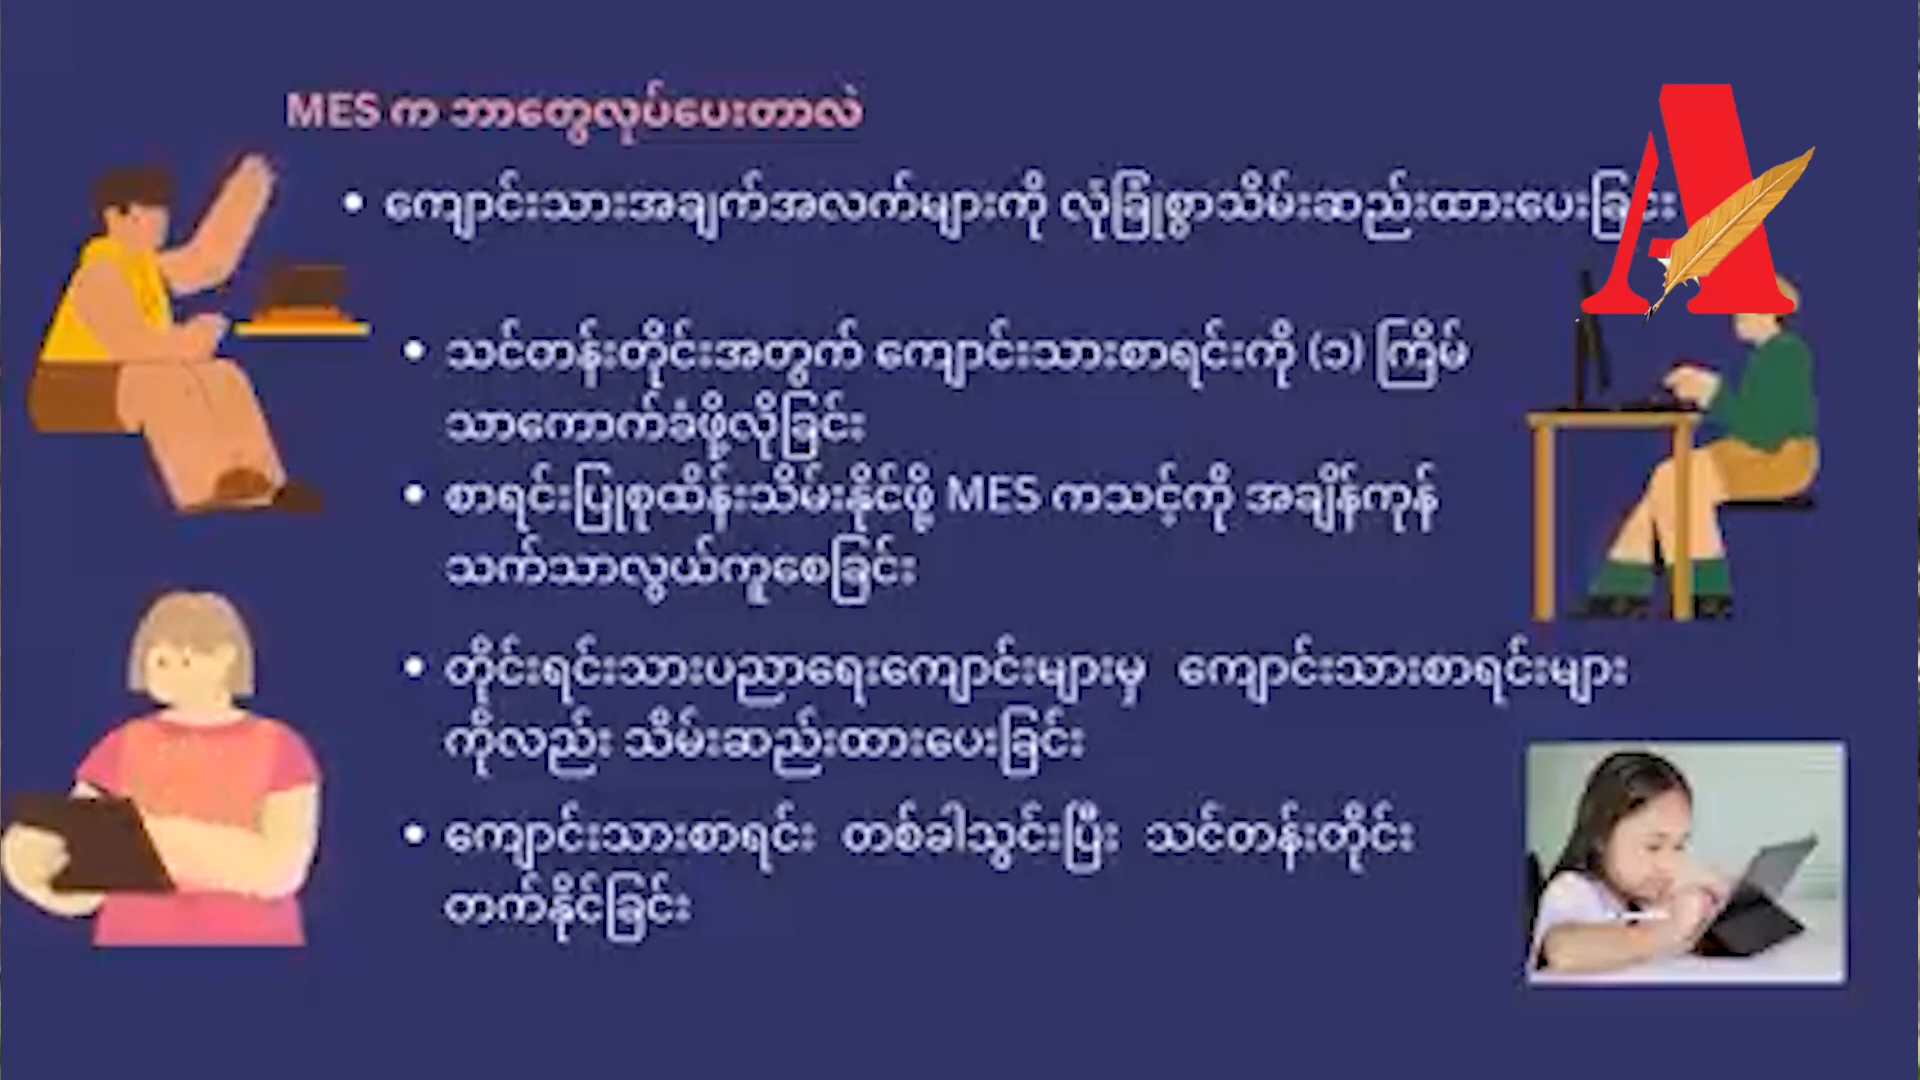 MES က ဘာတွေလုပ်ပေးတာလဲ
• ကျောင်းသားအချက်အလက်များကို လုံခြုံစွာသိမ်းဆည်းထားပေးခြင်း
• သင်တန်းတိုင်းအတွက် ကျောင်းသားစာရင်းကို (၁) ကြိမ်
သာကောက်ခံဖို့လိုခြင်း
• စာရင်းပြုစုထိန်းသိမ်းနိုင်ဖို့ MES ကသင့်ကို အချိန်ကုန်
သက်သာလွယ်ကူစေခြင်း
• တိုင်းရင်းသားပညာရေးကျောင်းများမှ ကျောင်းသားစာရင်းများ
ကိုလည်း သိမ်းဆည်းထားပေးခြင်း
• ကျောင်းသားစာရင်း တစ်ခါသွင်းပြီး သင်တန်းတိုင်း
တက်နိုင်ခြင်း